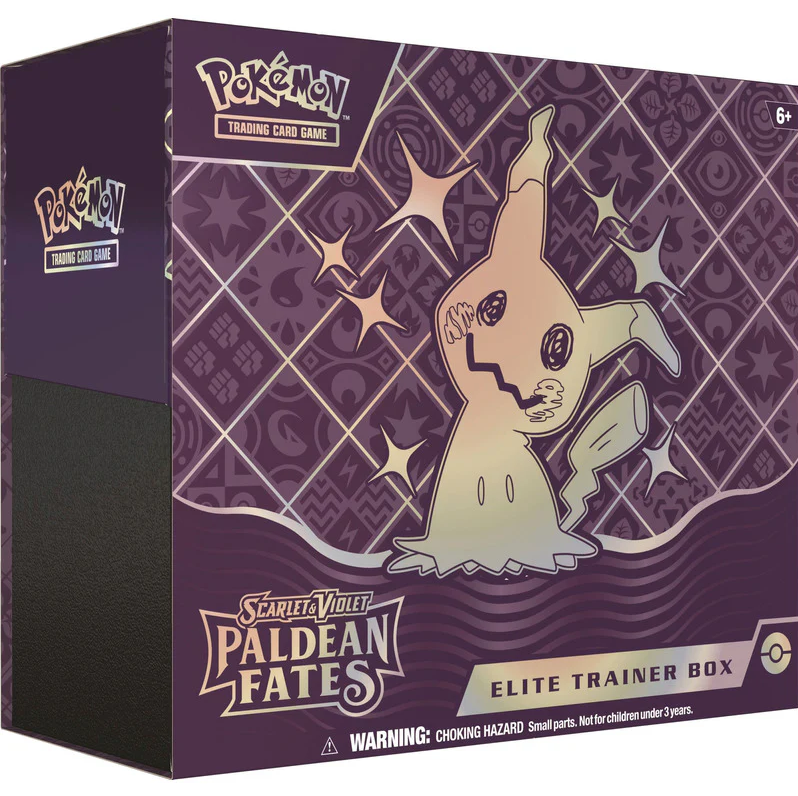 Pokémon
TRADING CARD GAME
™
6+
Pokémon
TRADING CARD GAME
SCARLET & VIOLET
PALDEAN
FATES
ELITE TRAINER BOX
WARNING: CHOKING HAZARD Small parts. Not for children under 3 years.